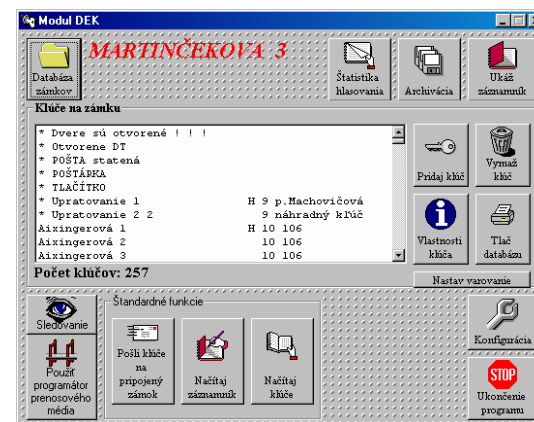 Modul DEK
Databáza
zámkov
MARTINČEKOVA 3
Štatistika
hlasovania
Archivácia
Ukáž
záznamník
Kľúče na zámku
* Dvere sú otvorené ! ! !
* Otvorene DT
* POŠTA statená
* POŠTÁRKA
* TLAČÍTKO
* Upratovanie 1 H 9 p.Machovičová
* Upratovanie 2 2 9 náhradný kľúč
Aixingerová 1 H 10 106
Aixingerová 2 10 106
Aixingerová 3 10 106
Pridaj kľúč
Vymaž
kľúč
Vlastnosti
kľúča
Tlač
databázu
Počet kľúčov: 257
Nastav varovanie
Sledovanie
Použiť
programátor
prenosového
média
Štandardné funkcie
Pošli kľúče
na
pripojený
zámok
Načítaj
záznamník
Načítaj
kľúče
Konfigurácia
STOP
Ukončenie
programu